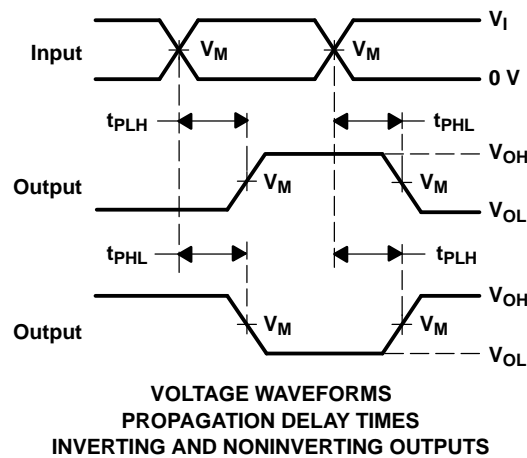 Input
VM
VM
VI
0 V
tPLH
tPHL
Output
VM
VM
VOH
VOL
tPHL
tPLH
Output
VM
VM
VOH
VOL
VOLTAGE WAVEFORMS
PROPAGATION DELAY TIMES
INVERTING AND NONINVERTING OUTPUTS